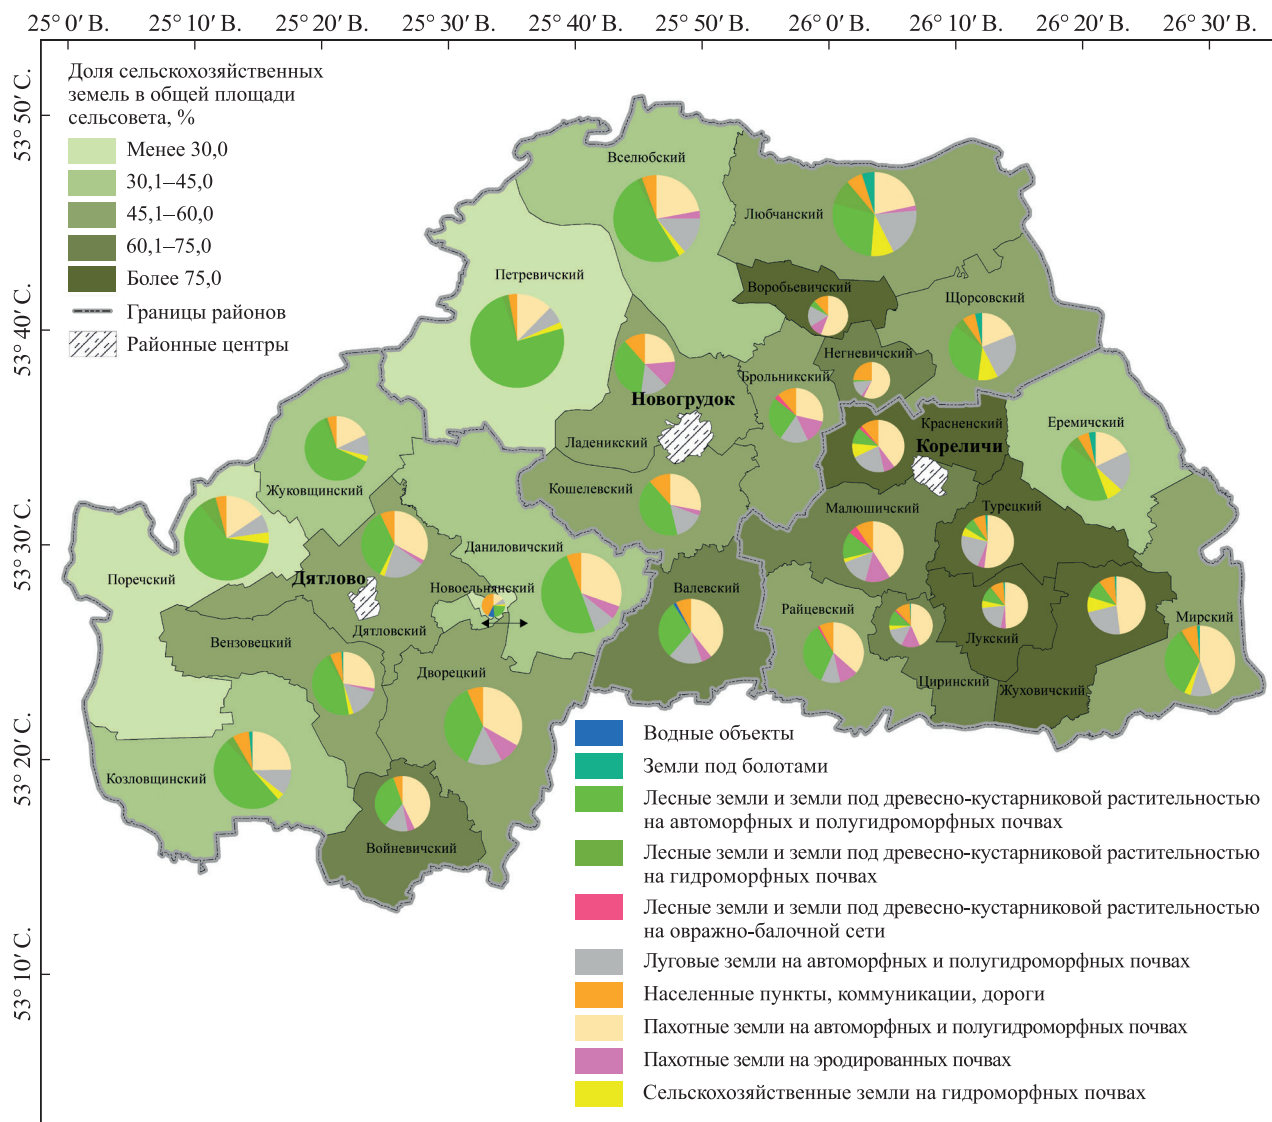 25° 0′ В.
25° 10′ В.
25° 20′ В.
25° 30′ В.
25° 40′ В.
25° 50′ В.
26° 0′ В.
26° 10′ В.
26° 20′ В.
26° 30′ В.
53° 50′ С.
53° 40′ С.
53° 30′ С.
53° 20′ С.
53° 10′ С.
Доля сельскохозяйственных
земель в общей площади
сельсовета, %
Менее 30,0
30,1–45,0
45,1–60,0
60,1–75,0
Более 75,0
Границы районов
Районные центры
Вселюбский
Любчанский
Петревичский
Воробьевичский
Щорсовский
Негневичский
Брольникский
Новогрудок
Ладеникский
Красненский
Кореличи
Еремичский
Жуковщинский
Кошелевский
Малюшичский
Турецкий
Даниловичский
Поречский
Дятлово
Новоельнянский
Валевский
Райцевский
Мирский
Дятловский
Вензовецкий
Лукский
Дворецкий
Циринский
Жуховичский
Козловщинский
Войневичский
Водные объекты
Земли под болотами
Лесные земли и земли под древесно-кустарниковой растительностью
на автоморфных и полугидроморфных почвах
Лесные земли и земли под древесно-кустарниковой растительностью
на гидроморфных почвах
Лесные земли и земли под древесно-кустарниковой растительностью
на овражно-балочной сети
Луговые земли на автоморфных и полугидроморфных почвах
Населенные пункты, коммуникации, дороги
Пахотные земли на автоморфных и полугидроморфных почвах
Пахотные земли на эродированных почвах
Сельскохозяйственные земли на гидроморфных почвах